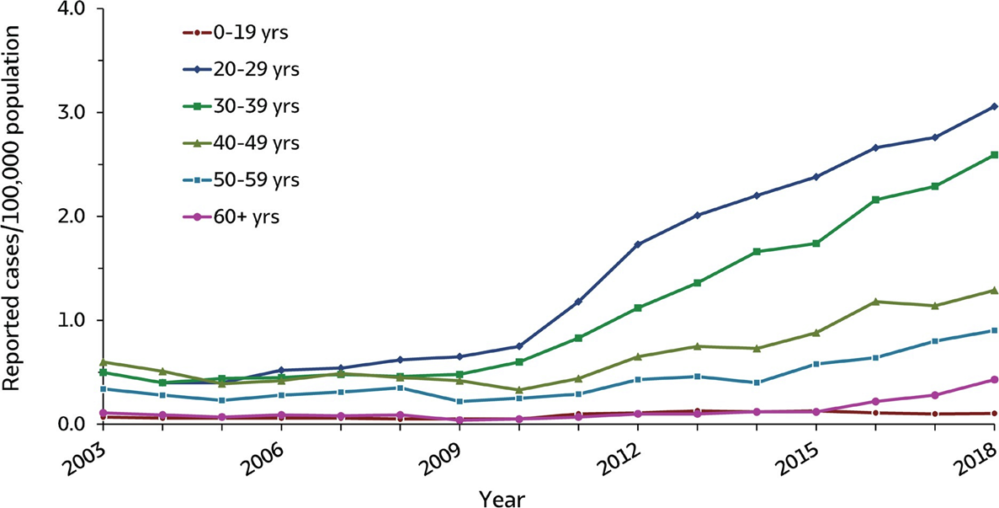 Reported cases/100,000 population
4.0
3.0
2.0
1.0
0.0
0-19 yrs
20-29 yrs
30-39 yrs
40-49 yrs
50-59 yrs
60+ yrs
2003
2006
2009
2012
2015
2018
Year